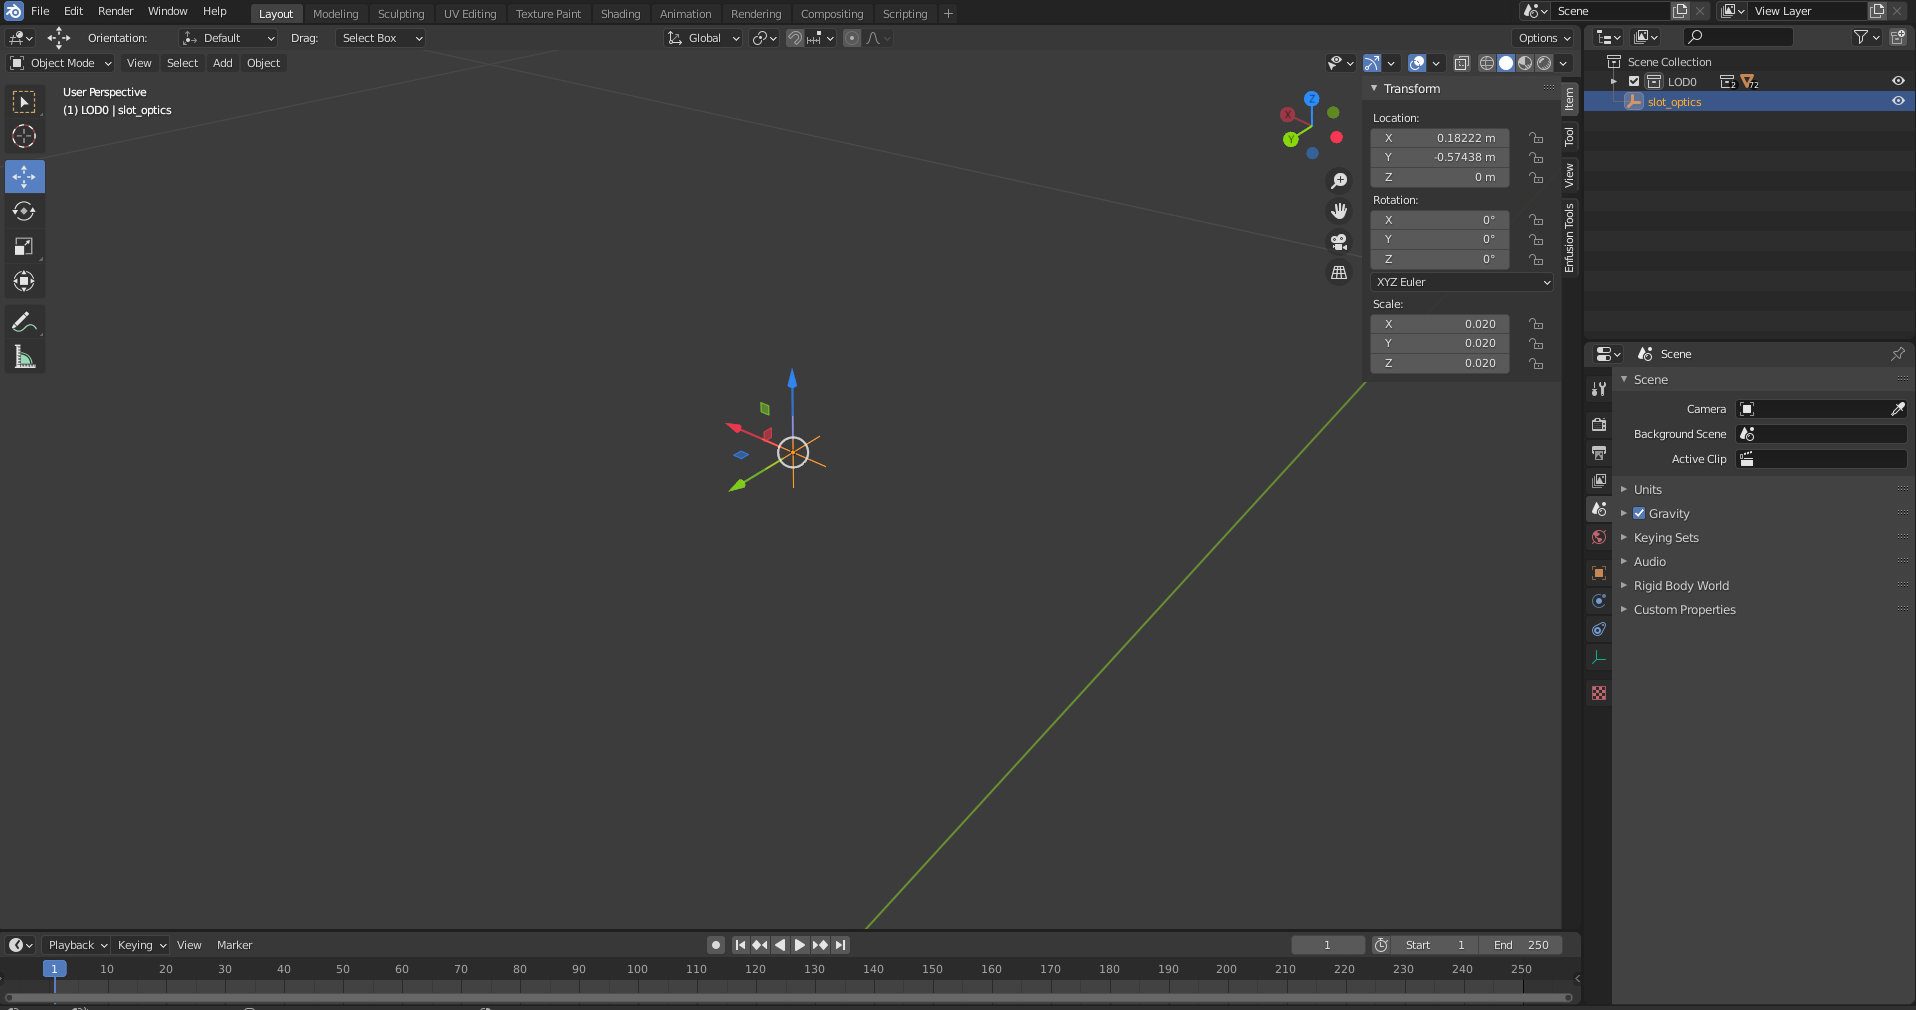 File Edit Render Window Help
Layout Modeling Sculpting UV Editing Texture Paint Shading Animation Rendering Compositing Scripting +
Scene
View Layer
Orientation: Default Drag: Select Box
Global
Options
Object Mode View Select Add Object
User Perspective
(1) LOD0 | slot_optics
Z
X
Y
Transform
Location:
X 0.18222 m
Y -0.57438 m
Z 0 m
Rotation:
X 0°
Y 0°
Z 0°
XYZ Euler
Scale:
X 0.020
Y 0.020
Z 0.020
Item
Tool
View
Enfusion Tools
Scene Collection
LOD0 2 72
slot_optics
Scene
Scene
Camera
Background Scene
Active Clip
Units
Gravity
Keying Sets
Audio
Rigid Body World
Custom Properties
Playback Keying View Marker
1
Start 1
End 250
1 10 20 30 40 50 60 70 80 90 100 110 120 130 140 150 160 170 180 190 200 210 220 230 240 250